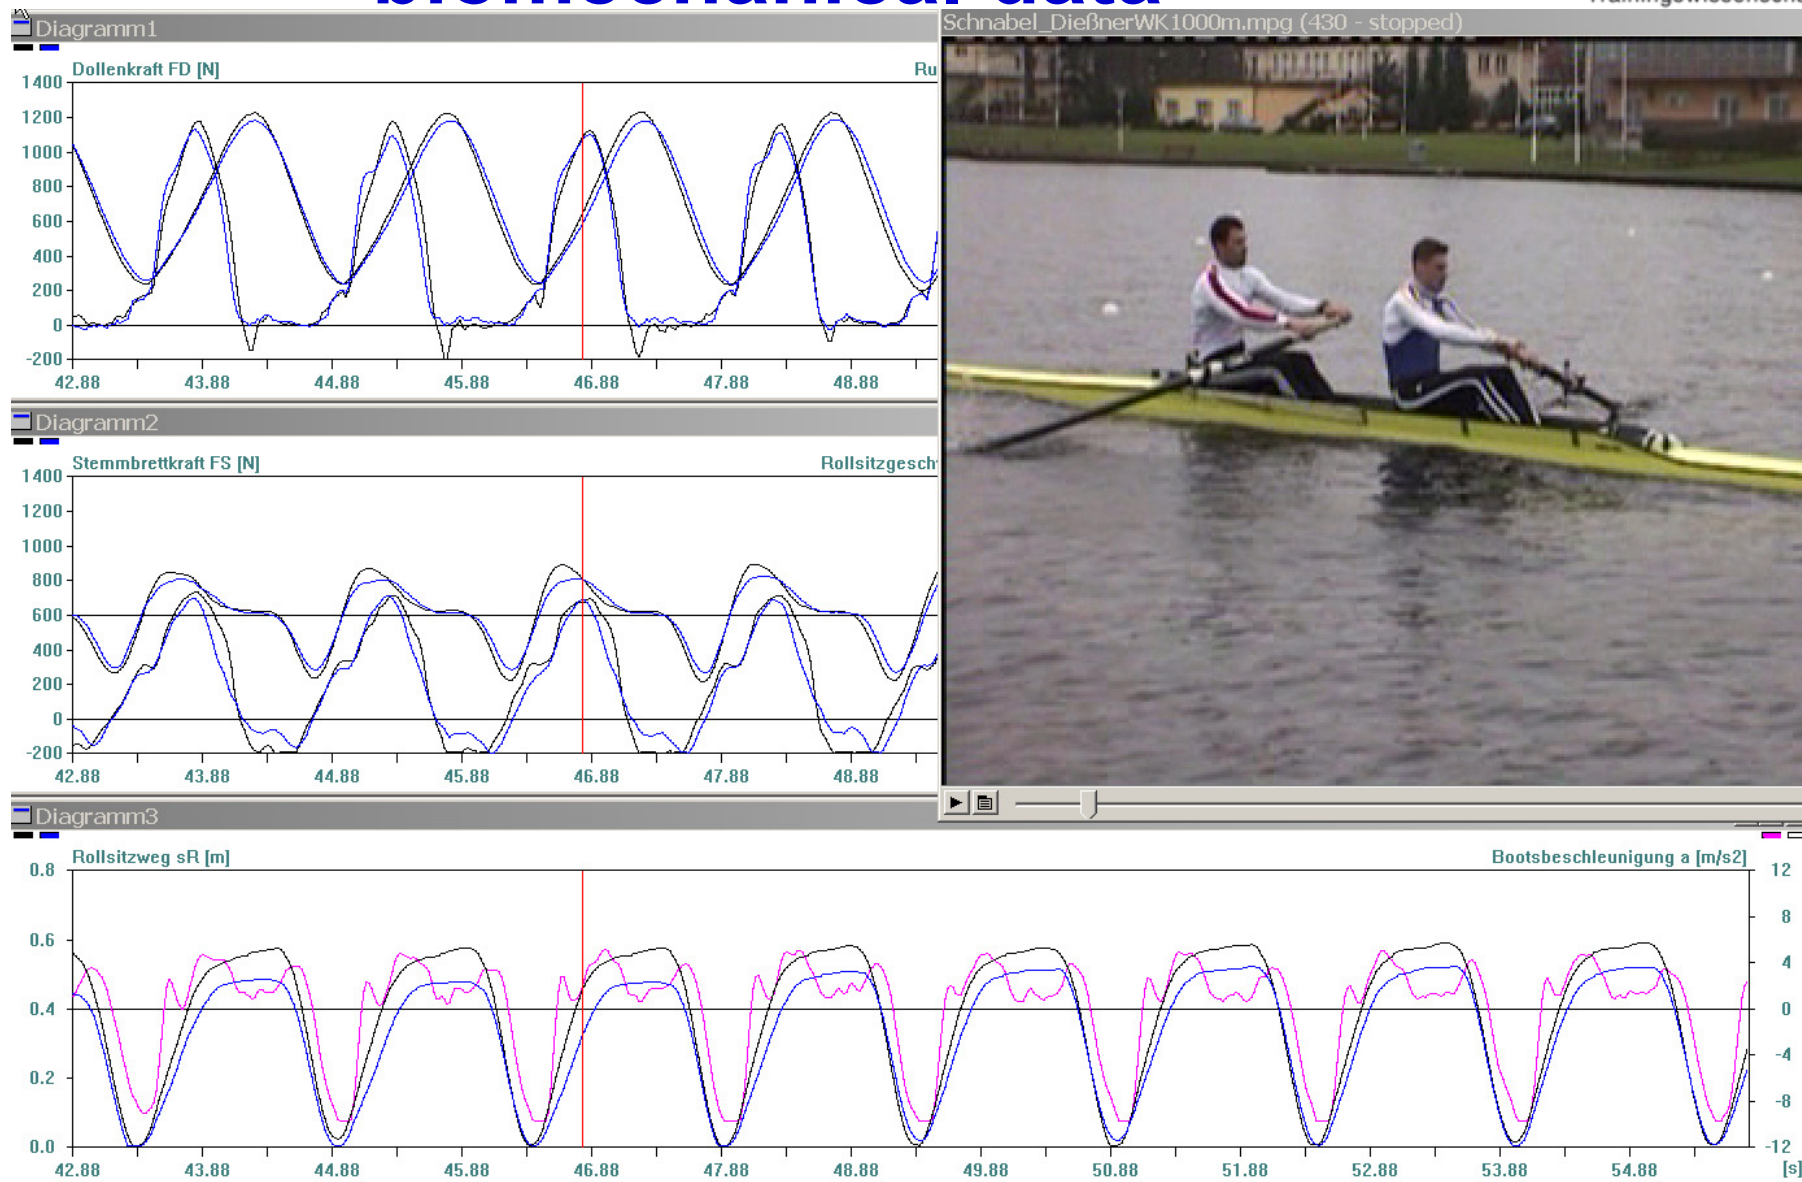 biomechanical data
Trainingswissenscha
Diagramm1
Dollenkraft FD [N]
Ru
1400
1200
1000
800
600
400
200
0
-200
42.88 43.88 44.88 45.88 46.88 47.88 48.88
Schnabel_DießnerWK1000m.mpg (430 - stopped)
Diagramm2
Stemmbrettkraft FS [N]
Rollsitzgesch
1400
1200
1000
800
600
400
200
0
-200
42.88 43.88 44.88 45.88 46.88 47.88 48.88
Diagramm3
Rollsitzweg sR [m]
Bootsbeschleunigung a [m/s2]
0.8 12
8
0.6
4
0.4 0
-4
0.2
-8
0.0 -12
42.88 43.88 44.88 45.88 46.88 47.88 48.88 49.88 50.88 51.88 52.88 53.88 54.88 [s]